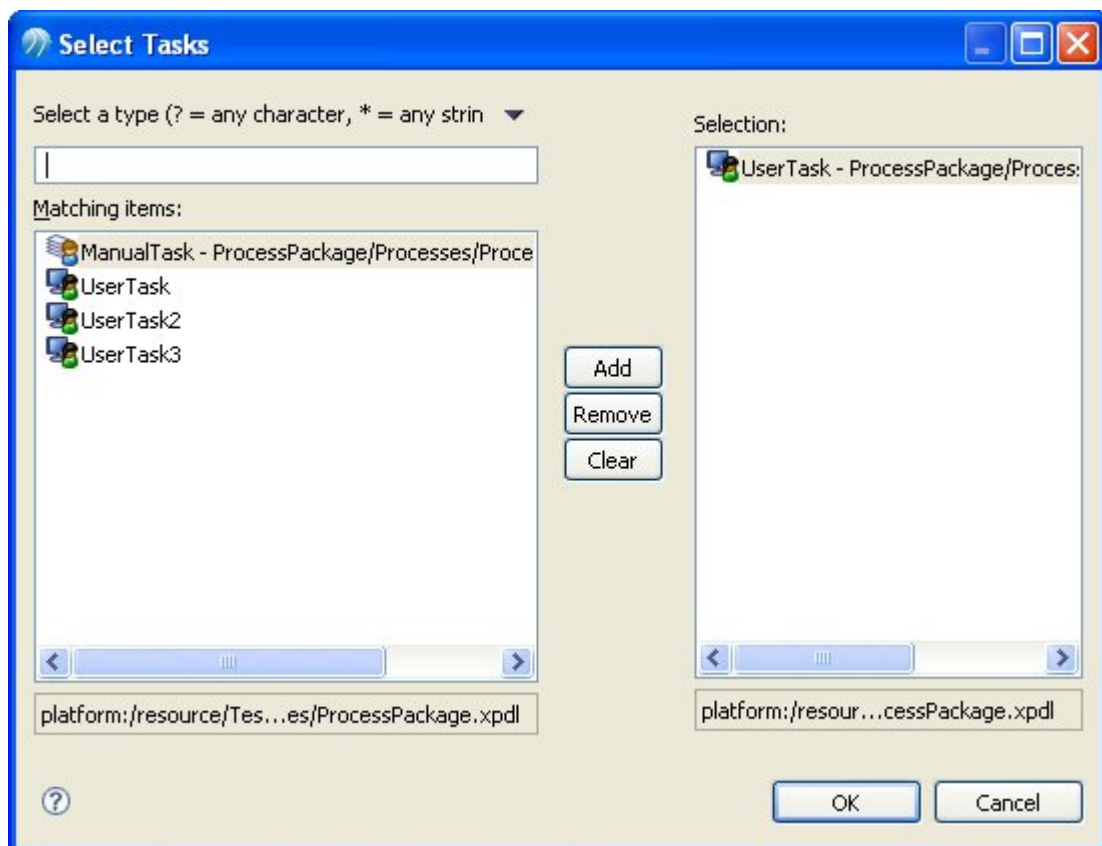 Select Tasks
Select a type (? = any character, * = any strin
Matching items:
ManualTask - ProcessPackage/Processes/Proce
UserTask
UserTask2
UserTask3
platform:/resource/Tes...es/ProcessPackage.xpdl
Add
Remove
Clear
Selection:
UserTask - ProcessPackage/Process
platform:/resour...cessPackage.xpdl
?
OK
Cancel